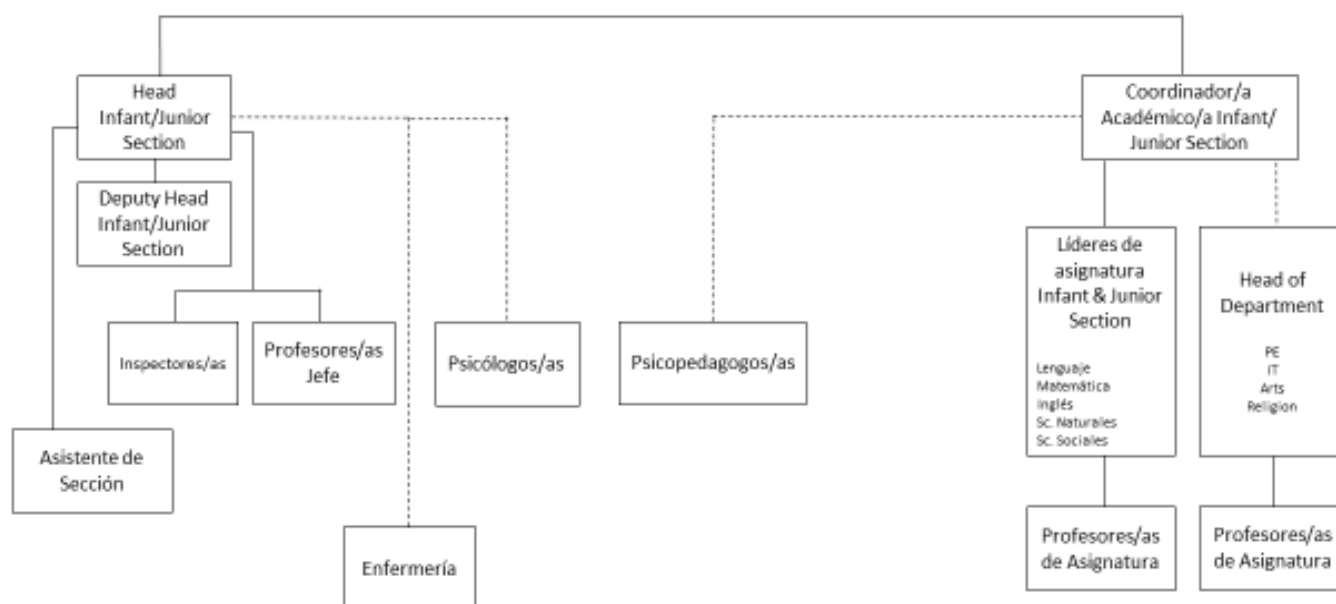 Head
Infant/Junior
Section
Coordinador/a
Académico/a Infant/
Junior Section
Deputy Head
Infant/Junior
Section
Líderes de
asignatura
Infant & Junior
Section
Lenguaje
Matemática
Inglés
Sc. Naturales
Sc. Sociales
Head of
Department
PE
IT
Arts
Religion
Inspectores/as
Profesores/as
Jefe
Psicólogos/as
Psicopedagogos/as
Asistente de
Sección
Enfermería
Profesores/as
de Asignatura
Profesores/as
de Asignatura